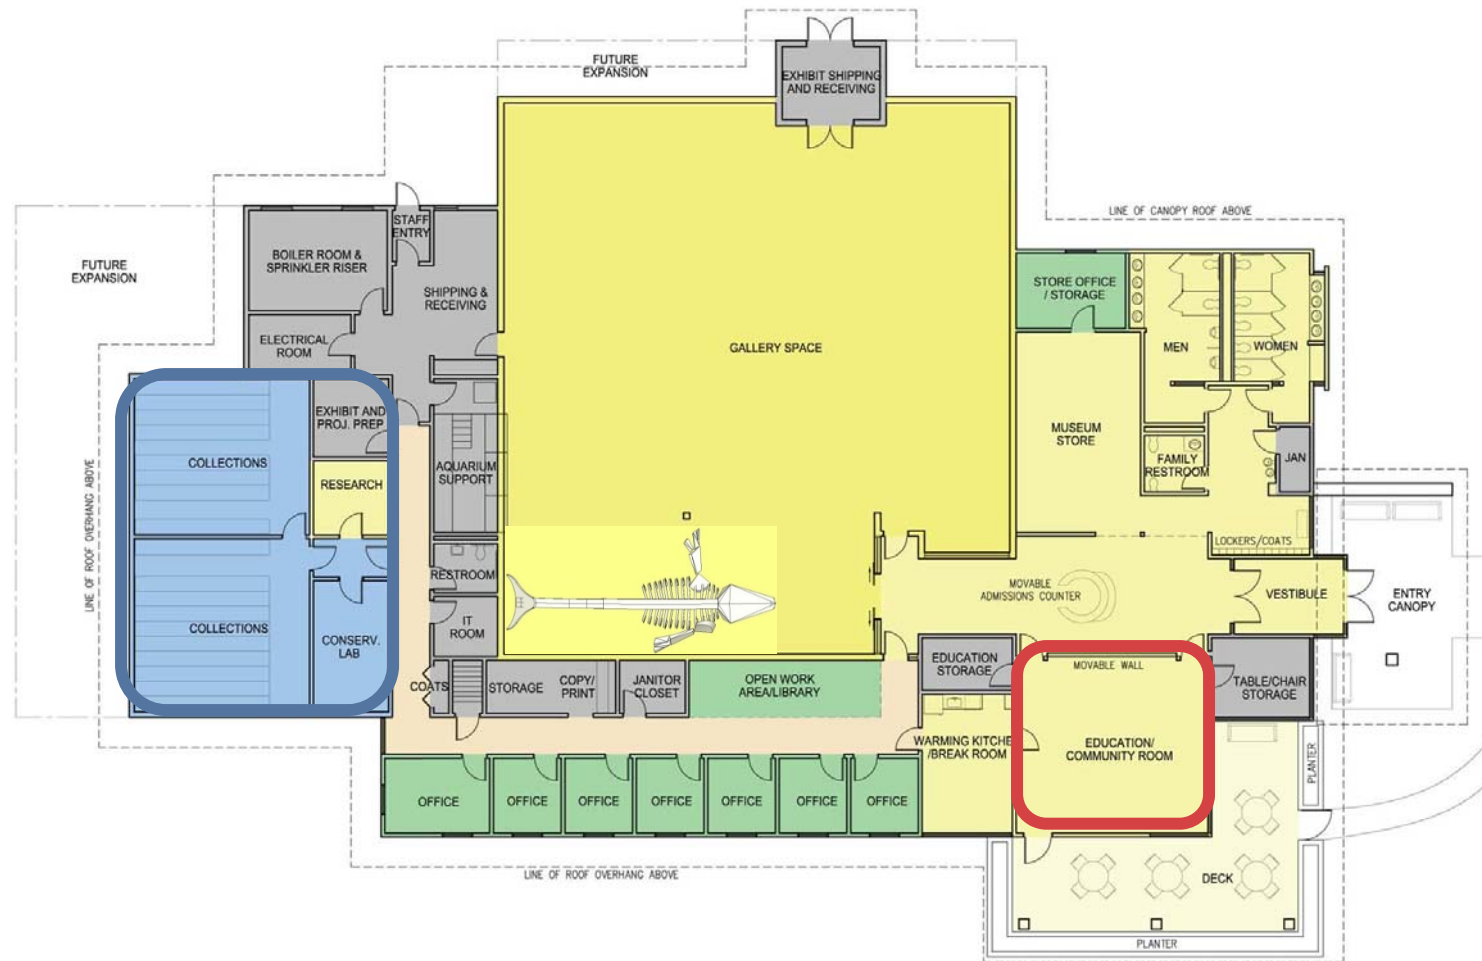 FUTURE
EXPANSION
EXHIBIT SHIPPING
AND RECEIVING
LINE OF CANOPY ROOF ABOVE
STAFF
ENTRY
BOILER ROOM &
SPRINKLER RISER
FUTURE
EXPANSION
SHIPPING &
RECEIVING
STORE OFFICE
/ STORAGE
ELECTRICAL
ROOM
GALLERY SPACE
MEN
WOMEN
EXHIBIT AND
PROJ. PREP
MUSEUM
STORE
COLLECTIONS
AQUARIUM
SUPPORT
FAMILY
RESTROOM
JAN
RESEARCH
LINE OF ROOF OVERHANG ABOVE
LOCKERS/COATS
RESTROOM
MOVABLE
ADMISSIONS COUNTER
VESTIBULE
ENTRY
CANOPY
COLLECTIONS
CONSERV.
LAB
IT
ROOM
EDUCATION
STORAGE
MOVABLE WALL
COATS
STORAGE
COPY/
PRINT
JANITOR
CLOSET
OPEN WORK
AREA/LIBRARY
TABLE/CHAIR
STORAGE
WARMING KITCHE
/BREAK ROOM
EDUCATION/
COMMUNITY ROOM
PLANTER
OFFICE
OFFICE
OFFICE
OFFICE
OFFICE
OFFICE
OFFICE
LINE OF ROOF OVERHANG ABOVE
DECK
PLANTER